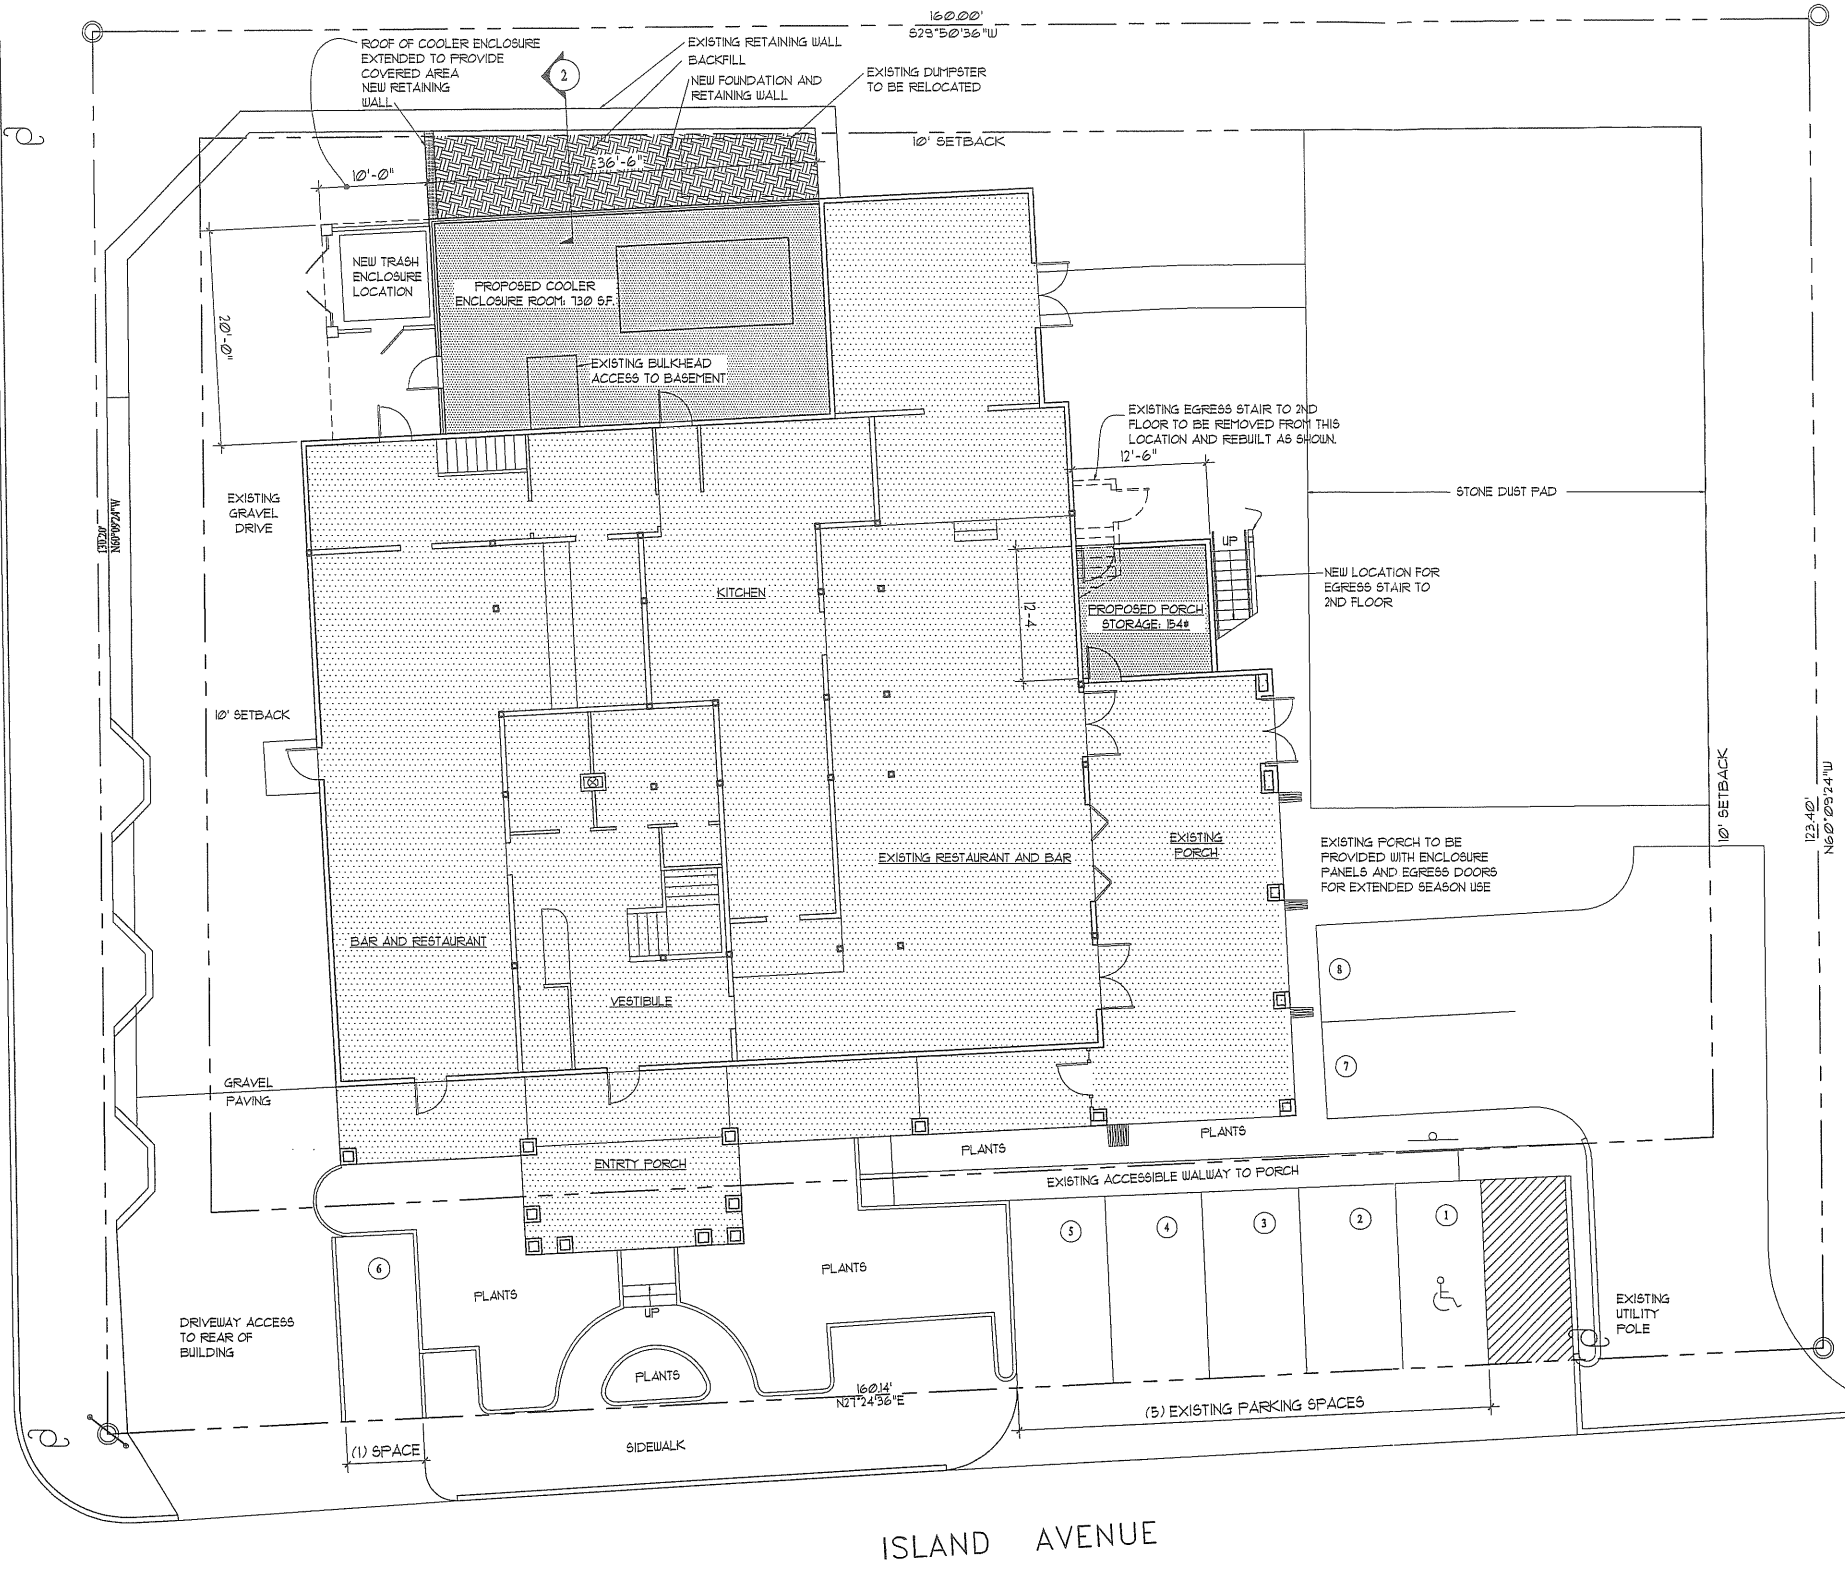 160.00'
S29°50'36"W
ROOF OF COOLER ENCLOSURE
EXTENDED TO PROVIDE
COVERED AREA
NEW RETAINING
WALL
2
EXISTING RETAINING WALL
BACKFILL
NEW FOUNDATION AND
RETAINING WALL
EXISTING DUMPSTER
TO BE RELOCATED
10' SETBACK
36'-6"
10'-0"
NEW TRASH
ENCLOSURE
LOCATION
PROPOSED COOLER
ENCLOSURE ROOM: 730 S.F.
20'-0"
EXISTING BULKHEAD
ACCESS TO BASEMENT
EXISTING EGRESS STAIR TO 2ND
FLOOR TO BE REMOVED FROM THIS
LOCATION AND REBUILT AS SHOWN.
12'-6"
STONE DUST PAD
EXISTING
GRAVEL
DRIVE
130.20'
N60°09'24"W
UP
KITCHEN
NEW LOCATION FOR
EGRESS STAIR TO
2ND FLOOR
12-4
PROPOSED PORCH
STORAGE: 154#
10' SETBACK
10' SETBACK
123.40'
N60°09'24"W
EXISTING RESTAURANT AND BAR
EXISTING
PORCH
EXISTING PORCH TO BE
PROVIDED WITH ENCLOSURE
PANELS AND EGRESS DOORS
FOR EXTENDED SEASON USE
BAR AND RESTAURANT
VESTIBULE
8
7
GRAVEL
PAVING
PLANTS
PLANTS
ENTRTY PORCH
EXISTING ACCESSIBLE WALWAY TO PORCH
5
4
3
2
1
6
PLANTS
PLANTS
UP
DRIVEWAY ACCESS
TO REAR OF
BUILDING
EXISTING
UTILITY
POLE
PLANTS
160.14'
N27°24'36"E
(5) EXISTING PARKING SPACES
(1) SPACE
SIDEWALK
ISLAND AVENUE